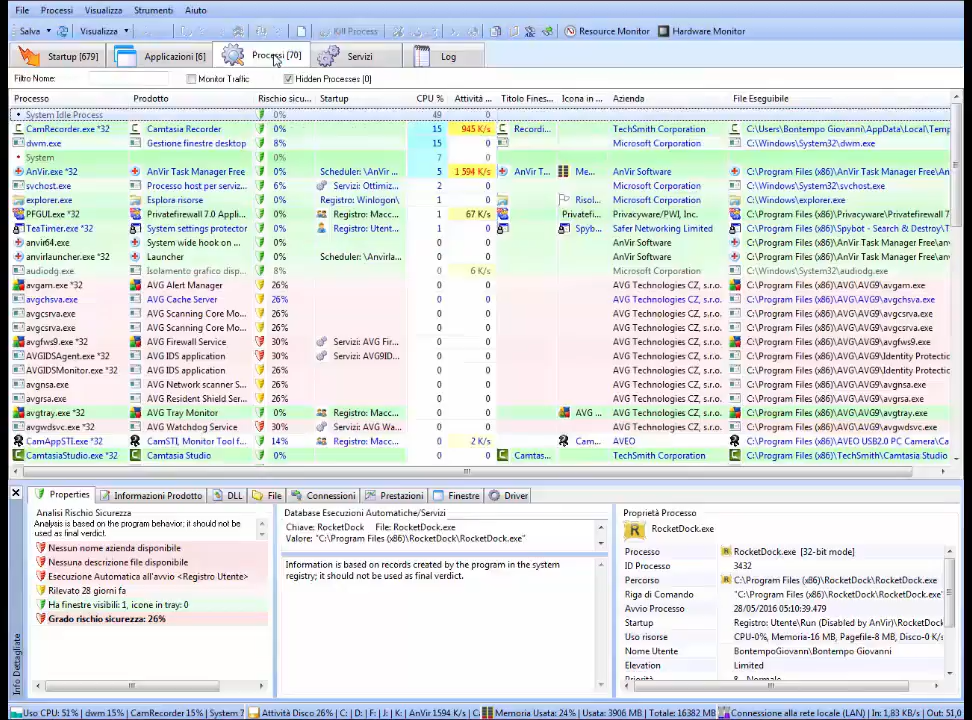 File Processi Visualizza Strumenti Aiuto
Salva Visualizza Kill Process Resource Monitor Hardware Monitor
Startup [679] Applicazioni [6] Processi [70] Servizi Log
Filtro Nome: Monitor Traffic Hidden Processes [0]
Processo Prodotto Rischio sicu... Startup CPU % Attività ... Titolo Fines... Icona in ... Azienda File Eseguibile
System Idle Process 0% 49 0
CamRecorder.exe *32 Camtasia Recorder 0% 15 945 K/s Recordi... TechSmith Corporation C:\Users\Bontempo Giovanni\AppData\Local\Temp
dwm.exe Gestione finestre desktop 8% 15 0 Microsoft Corporation C:\Windows\System32\dwm.exe
System 0% 7 0
AnVir.exe *32 AnVir Task Manager Free 0% Scheduler: \AnVir ... 5 1 594 K/s AnVir T... Me... AnVir Software C:\Program Files (x86)\AnVir Task Manager Free\An
svchost.exe Processo host per serviz... 6% Servizi: Ottimiz... 2 0 Microsoft Corporation C:\Windows\System32\svchost.exe
explorer.exe Esplora risorse 0% Registro: Winlogon\ 1 0 Risol... Microsoft Corporation C:\Windows\explorer.exe
PFGUI.exe *32 Privatefirewall 7.0 Appli... 0% Registro: Macc... 1 67 K/s Privatefi... Privacyware/PWI, Inc. C:\Program Files (x86)\Privacyware\Privatefirewall 7
TeaTimer.exe *32 System settings protector 0% Registro: Utent... 1 0 Spyb... Safer Networking Limited C:\Program Files (x86)\Spybot - Search & Destroy\T
anvir64.exe System wide hook on ... 0% 0 0 AnVir Software C:\Program Files (x86)\AnVir Task Manager Free\anv
anvirlauncher.exe Launcher 0% Scheduler: \Anvirla... 0 0 AnVir Software C:\Program Files (x86)\AnVir Task Manager Free\anv
audiodg.exe Isolamento grafico disp... 8% 0 6 K/s Microsoft Corporation C:\Windows\System32\audiodg.exe
avgam.exe *32 AVG Alert Manager 26% 0 0 AVG Technologies CZ, s.r.o. C:\Program Files (x86)\AVG\AVG9\avgam.exe
avgchsva.exe AVG Cache Server 26% 0 0 AVG Technologies CZ, s.r.o. C:\Program Files (x86)\AVG\AVG9\avgchsva.exe
avgcsrva.exe AVG Scanning Core Mo... 26% 0 0 AVG Technologies CZ, s.r.o. C:\Program Files (x86)\AVG\AVG9\avgcsrva.exe
avgcsrva.exe AVG Scanning Core Mo... 26% 0 0 AVG Technologies CZ, s.r.o. C:\Program Files (x86)\AVG\AVG9\avgcsrva.exe
avgfws9.exe *32 AVG Firewall Service 30% Servizi: AVG Fir... 0 0 AVG Technologies CZ, s.r.o. C:\Program Files (x86)\AVG\AVG9\avgfws9.exe
AVGIDSAgent.exe *32 AVG IDS application 30% Servizi: AVG9ID... 0 0 AVG Technologies CZ, s.r.o. C:\Program Files (x86)\AVG\AVG9\Identity Protectic
AVGIDSMonitor.exe *32 AVG IDS application 26% 0 0 AVG Technologies CZ, s.r.o. C:\Program Files (x86)\AVG\AVG9\Identity Protectic
avgnsa.exe AVG Network scanner S... 26% 0 0 AVG Technologies CZ, s.r.o. C:\Program Files (x86)\AVG\AVG9\avgnsa.exe
avgrsa.exe AVG Resident Shield Ser... 26% 0 0 AVG Technologies CZ, s.r.o. C:\Program Files (x86)\AVG\AVG9\avgrsa.exe
avgtray.exe *32 AVG Tray Monitor 0% Registro: Macc... 0 0 AVG ... AVG Technologies CZ, s.r.o. C:\Program Files (x86)\AVG\AVG9\avgtray.exe
avgwdsvc.exe *32 AVG Watchdog Service 30% Servizi: AVG Wa... 0 0 AVG Technologies CZ, s.r.o. C:\Program Files (x86)\AVG\AVG9\avgwdsvc.exe
CamAppSTI.exe *32 CamSTI, Monitor Tool f... 14% Registro: Macc... 0 2 K/s Cam... AVEO C:\Program Files (x86)\AVEO USB2.0 PC Camera\Ca
CamtasiaStudio.exe *32 Camtasia Studio 0% 0 0 Camtas... TechSmith Corporation C:\Program Files (x86)\TechSmith\Camtasia Studio
Properties Informazioni Prodotto DLL File Connessioni Prestazioni Finestre Driver
Analisi Rischio Sicurezza
Analysis is based on the program behavior; it should not be
used as final verdict.
Nessun nome azienda disponibile
Nessuna descrizione file disponibile
Esecuzione Automatica all'avvio <Registro Utente>
Rilevato 28 giorni fa
Ha finestre visibili: 1, icone in tray: 0
Grado rischio sicurezza: 26%
Database Esecuzioni Automatiche/Servizi
Chiave: RocketDock File: RocketDock.exe
Valore: "C:\Program Files (x86)\RocketDock\RocketDock.exe"
Information is based on records created by the program in the system
registry; it should not be used as final verdict.
Proprietà Processo
RocketDock.exe
Processo RocketDock.exe [32-bit mode]
ID Processo 3432
Percorso C:\Program Files (x86)\RocketDock\RocketDock.exe
Riga di Comando "C:\Program Files (x86)\RocketDock\RocketDock.exe"
Avvio Processo 28/05/2016 05:10:39.479
Startup Registro: Utente\Run (Disabled by AnVir)\RocketDock
Uso risorse CPU-0%, Memoria-16 MB, Pagefile-8 MB, Disco-0 K/s
Nome Utente BontempoGiovanni\Bontempo Giovanni
Elevation Limited
Priorità 8 - Normale
Info Dettagliate
Uso CPU: 51% | dwm 15% | CamRecorder 15% | System 7 Attività Disco 26% | C: | D: | F: | J: | K: | AnVir 1594 K/s | C Memoria Usata: 24% | Usata: 3906 MB | Totale: 16382 MB Connessione alla rete locale (LAN) | In: 1,83 KB/s | Out: 51,0